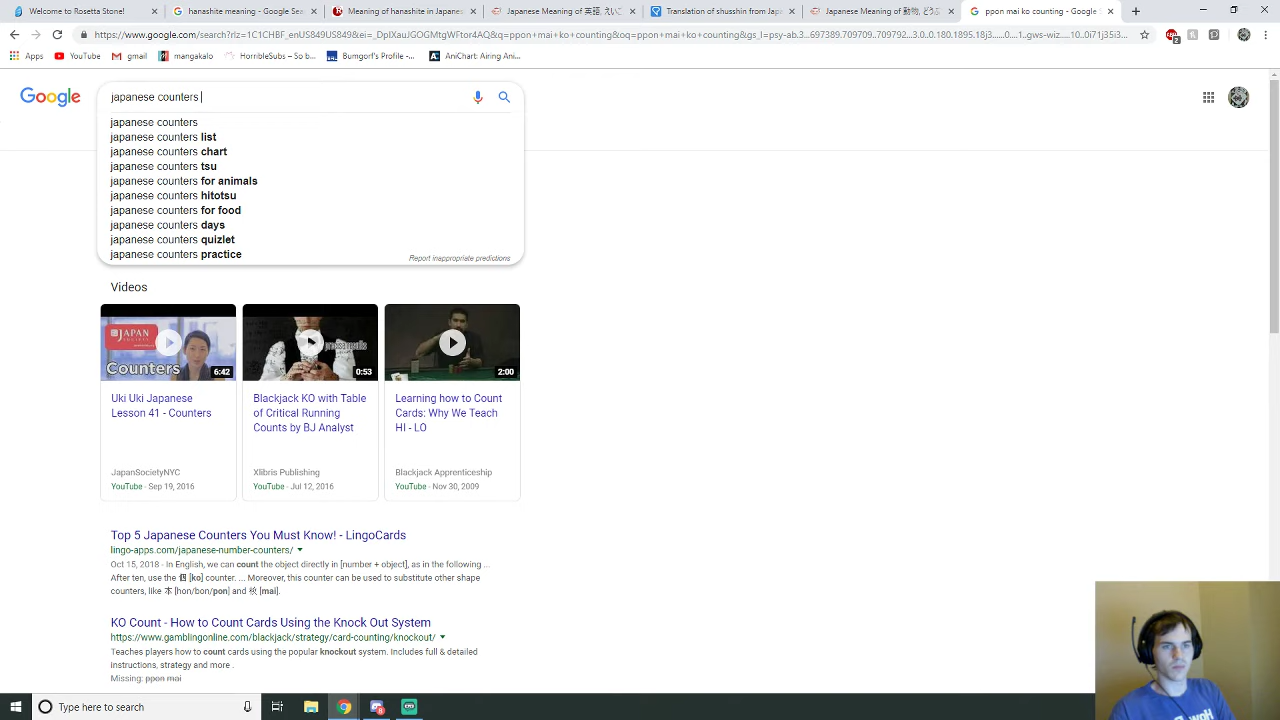 Welcome to Rosetta Stone!
hanashite meaning - Google Sea
Meaning of hanashite in Japanese
Japanese Meaning of 英語, えいご
Translation of shusshin from Jap
Japanese Meaning of 動物, どうぶ
ppon mai ko counting - Google S
https://www.google.com/search?rlz=1C1CHBF_enUS849US849&ei=_DpIXauJGOGMtgWFtor4AQ&q=ppon+mai+ko+counting&oq=ppon+mai+ko+counting&gs_l=psy-ab.3...697389.709709..709792...3.0..0.180.1895.18j3......0....1..gws-wiz.......10..0i71j35i3...
Apps
YouTube
gmail
mangakalo
HorribleSubs – So b...
Bumgorf's Profile -...
AniChart: Airing Ani...
Google
japanese counters
japanese counters
japanese counters list
japanese counters chart
japanese counters tsu
japanese counters for animals
japanese counters hitotsu
japanese counters for food
japanese counters days
japanese counters quizlet
japanese counters practice
Report inappropriate predictions
Videos
JAPAN
Counters
6:42
0:53
2:00
Uki Uki Japanese
Lesson 41 - Counters
JapanSocietyNYC
YouTube - Sep 19, 2016
Blackjack KO with Table
of Critical Running
Counts by BJ Analyst
Xlibris Publishing
YouTube - Jul 12, 2016
Learning how to Count
Cards: Why We Teach
HI - LO
Blackjack Apprenticeship
YouTube - Nov 30, 2009
Top 5 Japanese Counters You Must Know! - LingoCards
lingo-apps.com/japanese-number-counters/
Oct 15, 2018 - In English, we can count the object directly in [number + object], as in the following ...
After ten, use the 個 [ko] counter. ... Moreover, this counter can be used to substitute other shape
counters, like 本 [hon/bon/pon] and 枚 [mai].
KO Count - How to Count Cards Using the Knock Out System
https://www.gamblingonline.com/blackjack/strategy/card-counting/knockout/
Teaches players how to count cards using the popular knockout system. Includes full & detailed
instructions, strategy and more .
Missing: ppon mai
Type here to search